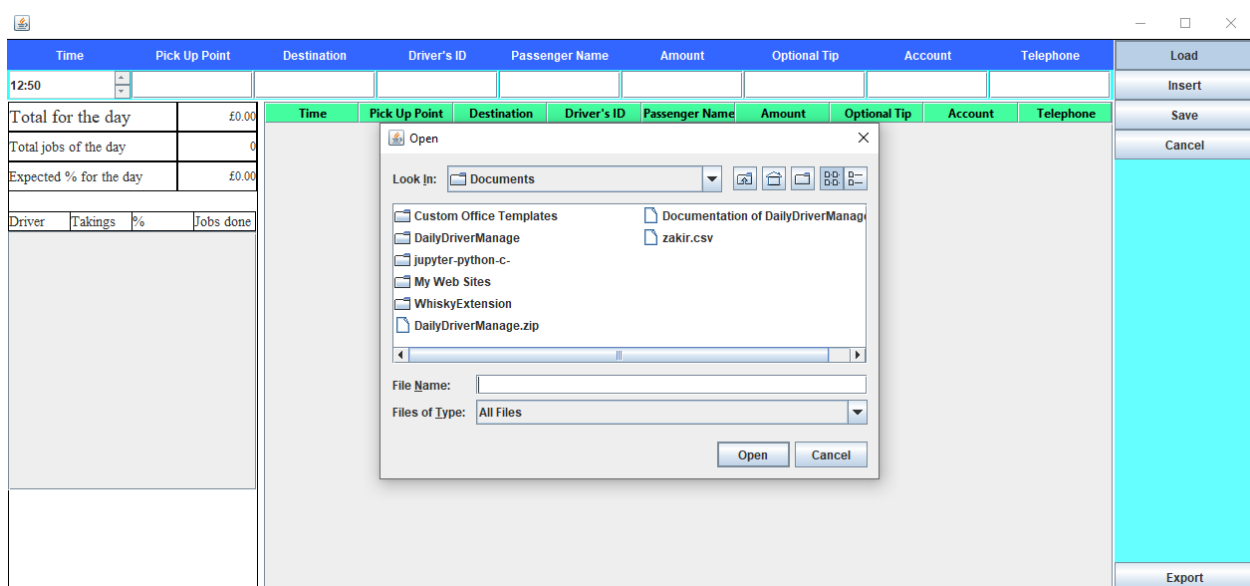 Time Pick Up Point Destination Driver's ID Passenger Name Amount Optional Tip Account Telephone Load
12:50 Insert
Total for the day £0.00
Time Pick Up Point Destination Driver's ID Passenger Name Amount Optional Tip Account Telephone Save
Open
Total jobs of the day 0
Cancel
Expected % for the day £0.00
Look In: Documents
Driver Takings % Jobs done
Custom Office Templates Documentation of DailyDriverManag
DailyDriverManage zakir.csv
jupyter-python-c-
My Web Sites
WhiskyExtension
DailyDriverManage.zip
File Name:
Files of Type: All Files
Open Cancel
Export